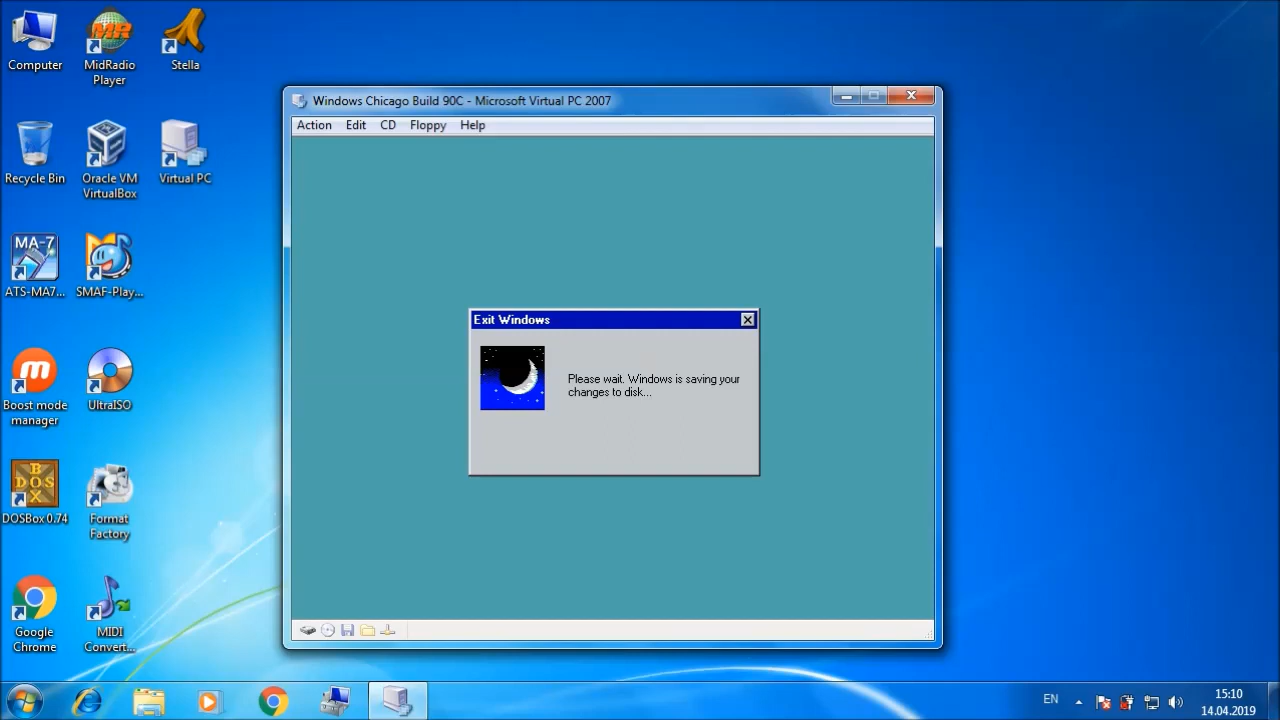 Computer
MidRadio
Player
Stella
Recycle Bin
Oracle VM
VirtualBox
Virtual PC
MA-7
ATS-MA7...
SMAF-Play...
Boost mode
manager
UltraISO
BOX
DOS
DOSBox 0.74
Format
Factory
Google
Chrome
MIDI
Convert...
Windows Chicago Build 90C - Microsoft Virtual PC 2007
Action Edit CD Floppy Help
Exit Windows
Please wait. Windows is saving your
changes to disk...
EN
15:10
14.04.2019